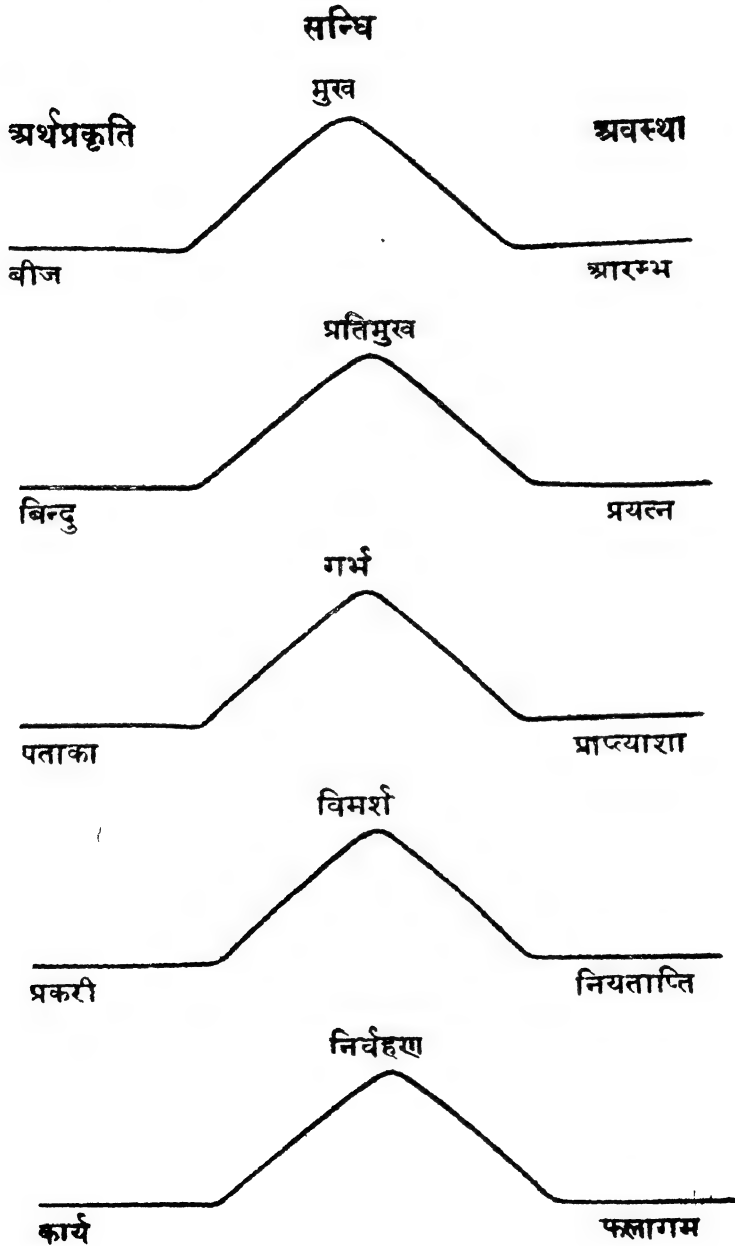 सन्धि
मुख
अर्थप्रकृति अवस्था
बीज आरम्भ
प्रतिमुख
बिन्दु प्रयत्न
गर्भ
पताका प्राप्त्याशा
विमर्श
प्रकरी नियताप्ति
निर्वहण
कार्य फलागम